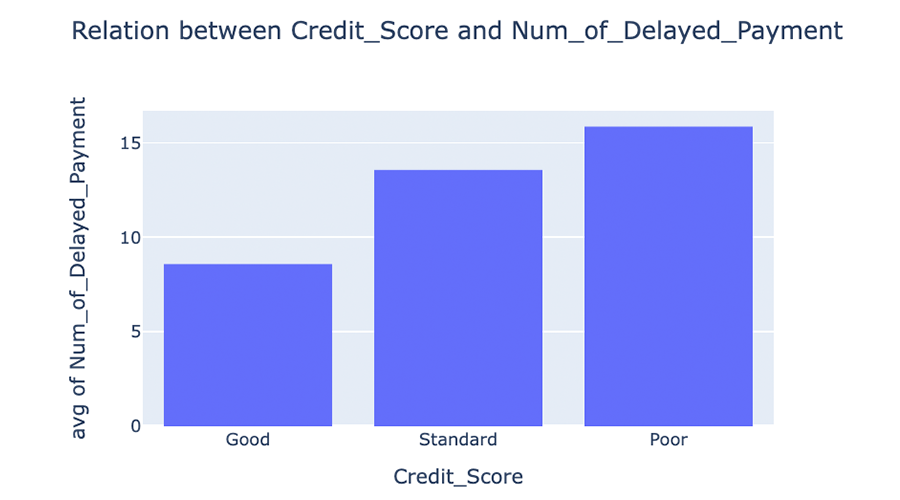 Relation between Credit_Score and Num_of_Delayed_Payment
avg of Num_of_Delayed_Payment
15
10
5
0
Good Standard Poor
Credit_Score